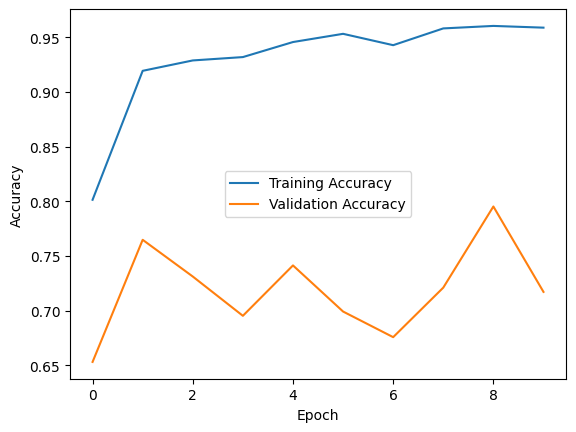 0.95
0.90
0.85
0.80
0.75
0.70
0.65
Accuracy
Training Accuracy
Validation Accuracy
0 2 4 6 8
Epoch